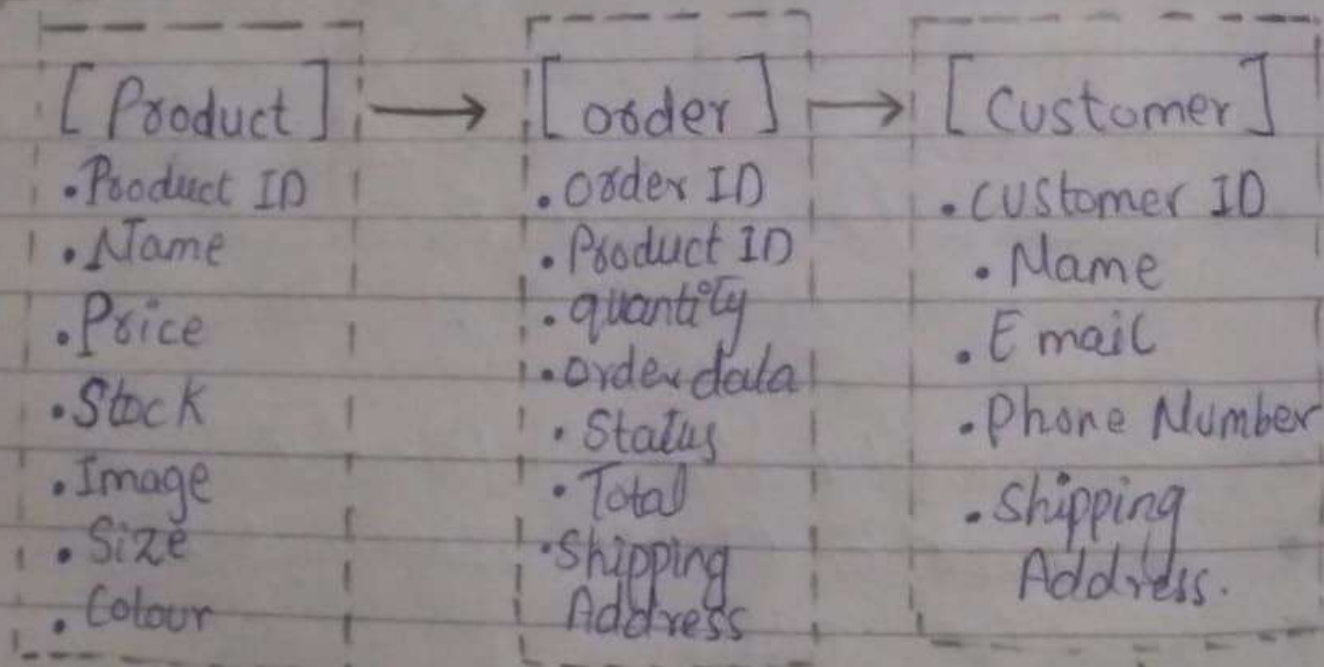 [Product] → [order] → [Customer]
• Product ID
• Name
• Price
• Stock
• Image
• Size
• Colour
• order ID
• Product ID
• quantity
• order data
• Status
• Total
• Shipping
Address
• Customer ID
• Name
• Email
• Phone Number
• Shipping
Address.